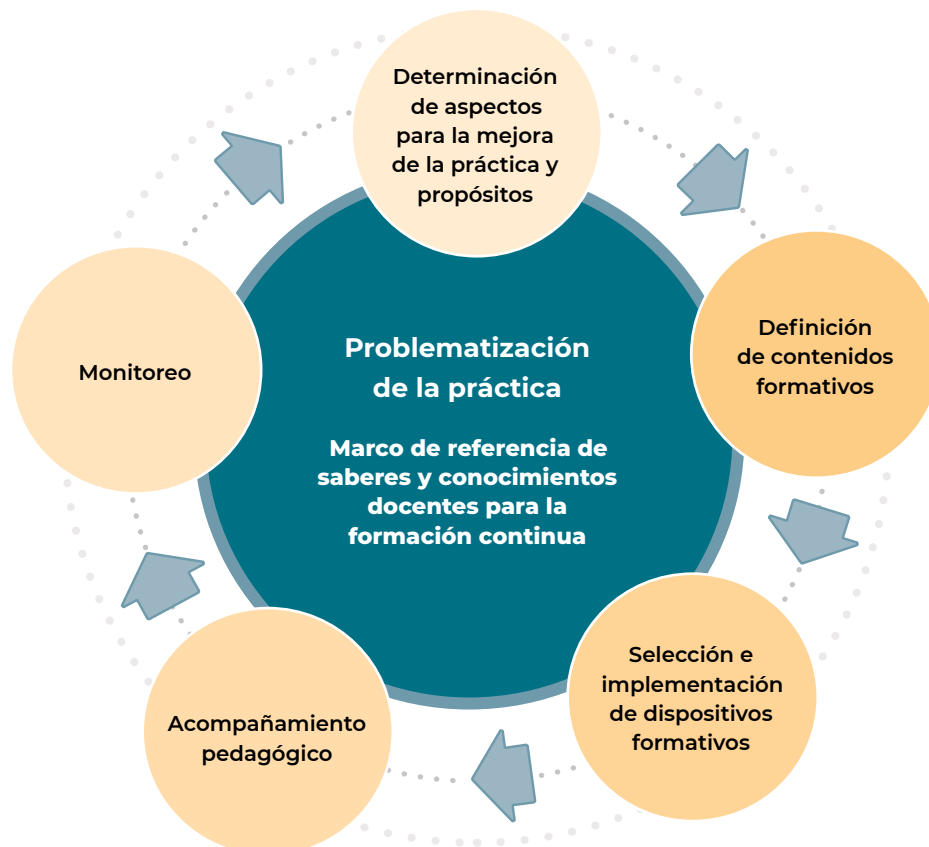 Determinación
de aspectos
para la mejora
de la práctica y
propósitos
Definición
de contenidos
formativos
Selección e
implementación
de dispositivos
formativos
Acompañamiento
pedagógico
Monitoreo
Problematización
de la práctica
Marco de referencia de
saberes y conocimientos
docentes para la
formación continua